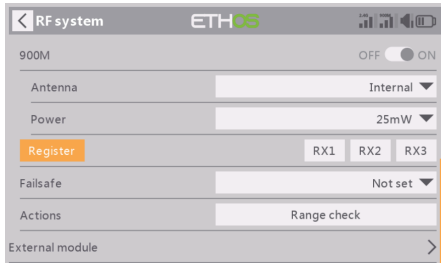 RF system ETHOS
900M OFF ON
Antenna Internal
Power 25mW
Register RX1 RX2 RX3
Failsafe Not set
Actions Range check
External module